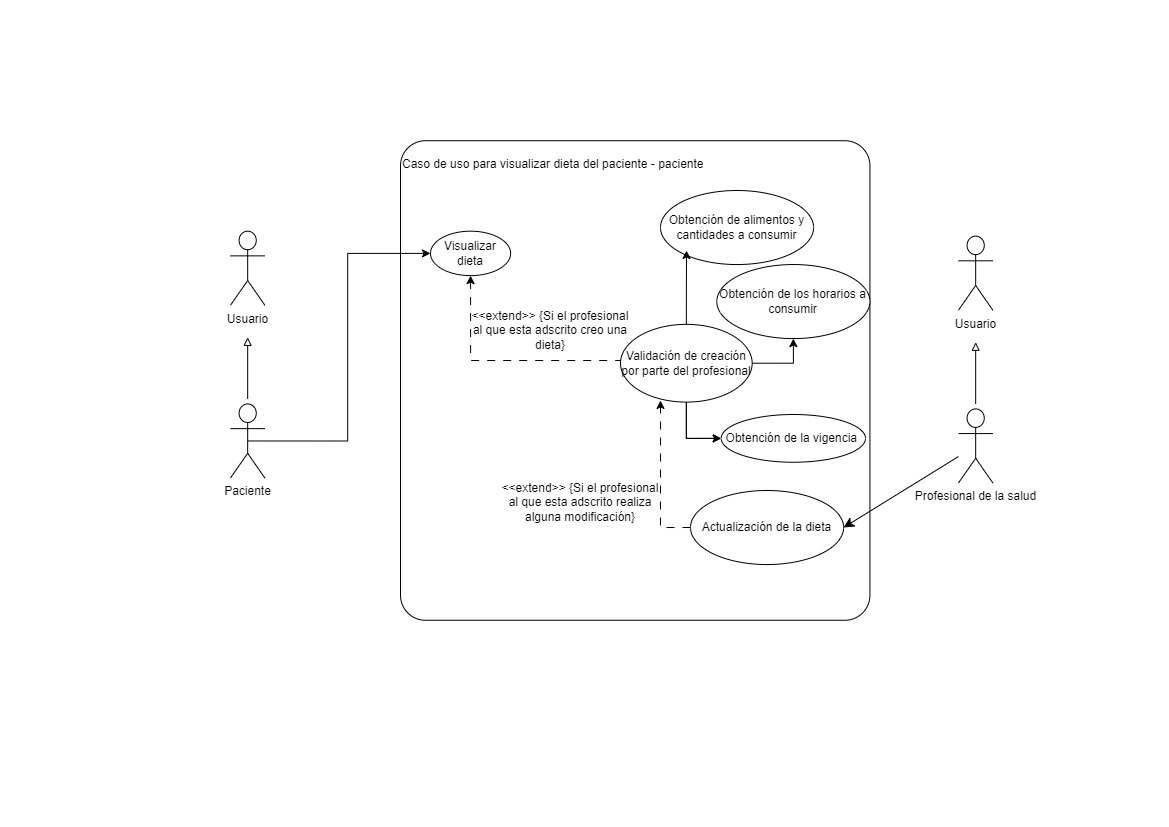 Caso de uso para visualizar dieta del paciente - paciente
Obtención de alimentos y
cantidades a consumir
Visualizar
dieta
Obtención de los horarios a
consumir
Usuario
Usuario
<<extend>> {Si el profesional
al que esta adscrito creo una
dieta}
Validación de creación
por parte del profesional
Obtención de la vigencia
Paciente
Profesional de la salud
<<extend>> {Si el profesional
al que esta adscrito realiza
alguna modificación}
Actualización de la dieta